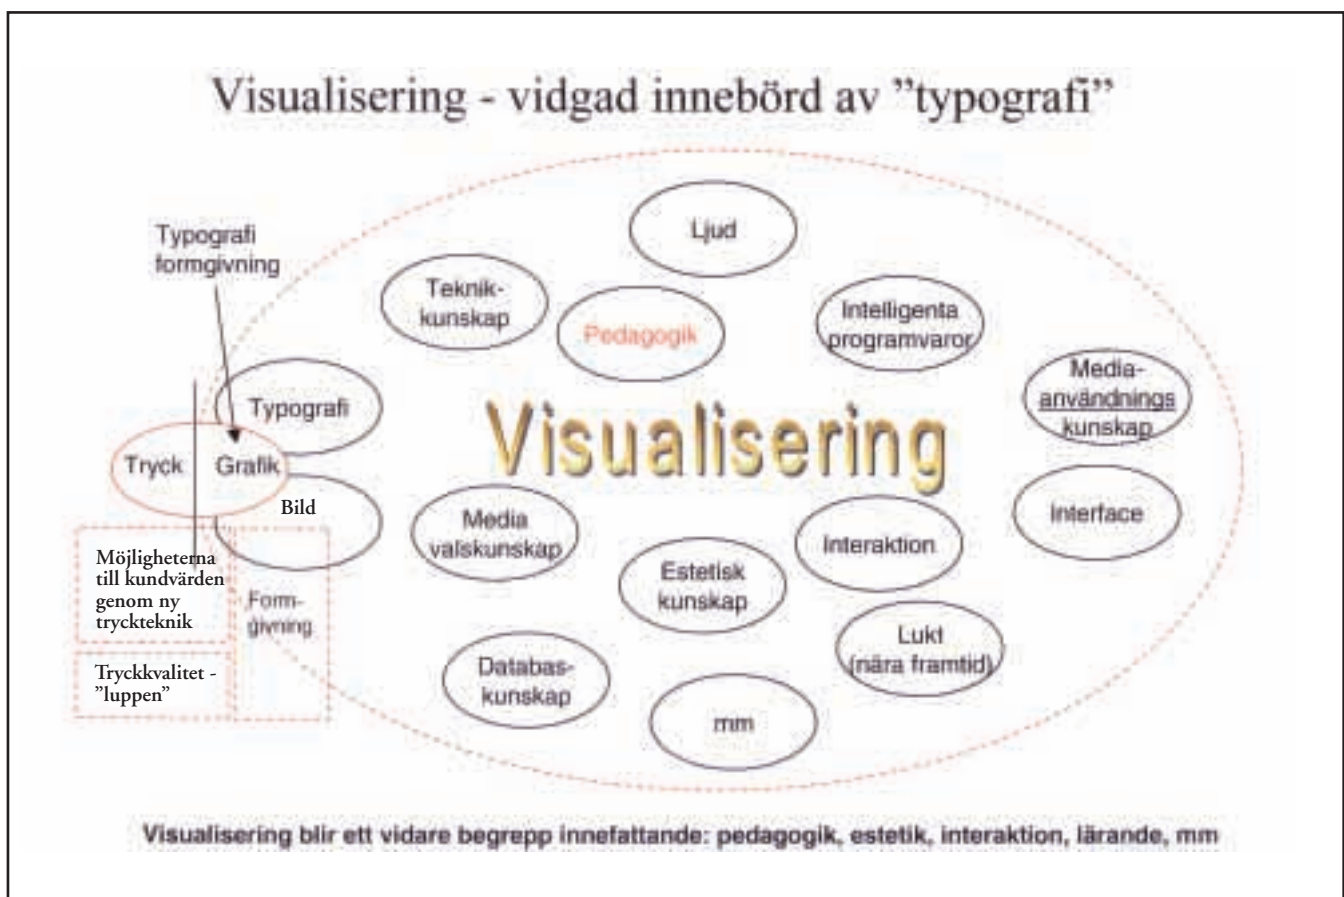 Visualisering - vidgad innebörd av ”typografi”
Typografi
formgivning
Ljud
Teknik-
kunskap
Pedagogik
Intelligenta
programvaror
Media-
användnings
kunskap
Typografi
Visualisering
Tryck
Grafik
Bild
Media
valskunskap
Interaktion
Interface
Möjligheterna
till kundvärden
genom ny
tryckteknik
Form-
givning
Estetisk
kunskap
Lukt
(nära framtid)
Tryckkvalitet -
”luppen”
Databas-
kunskap
mm
Visualisering blir ett vidare begrepp innefattande: pedagogik, estetik, interaktion, lärande, mm